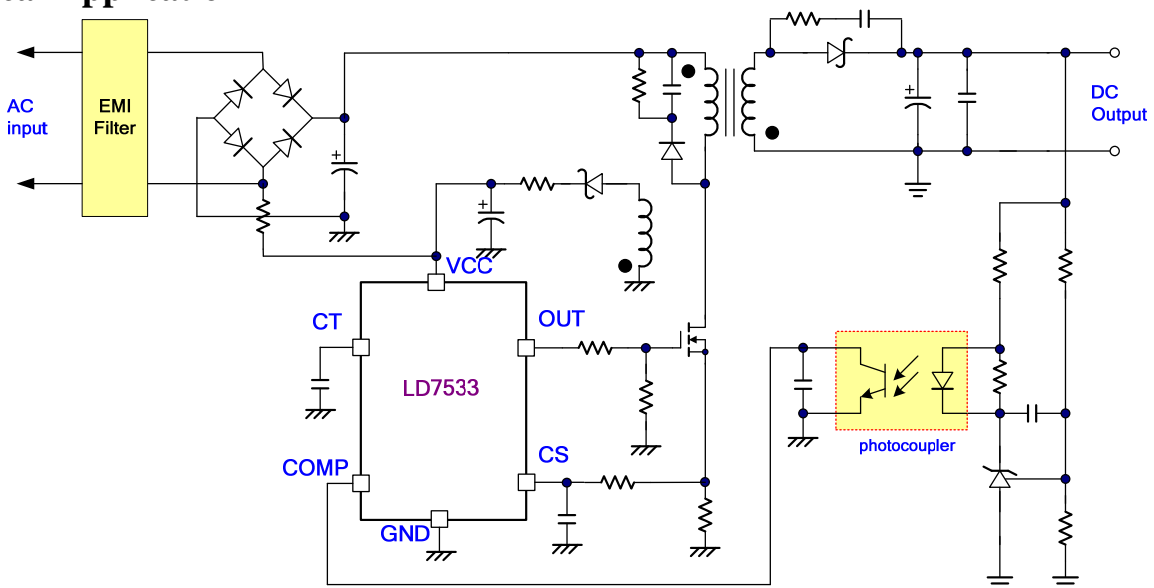 AC
input
EMI
Filter
DC
Output
VCC
CT
OUT
LD7533
COMP
CS
GND
photocoupler
+
+
+